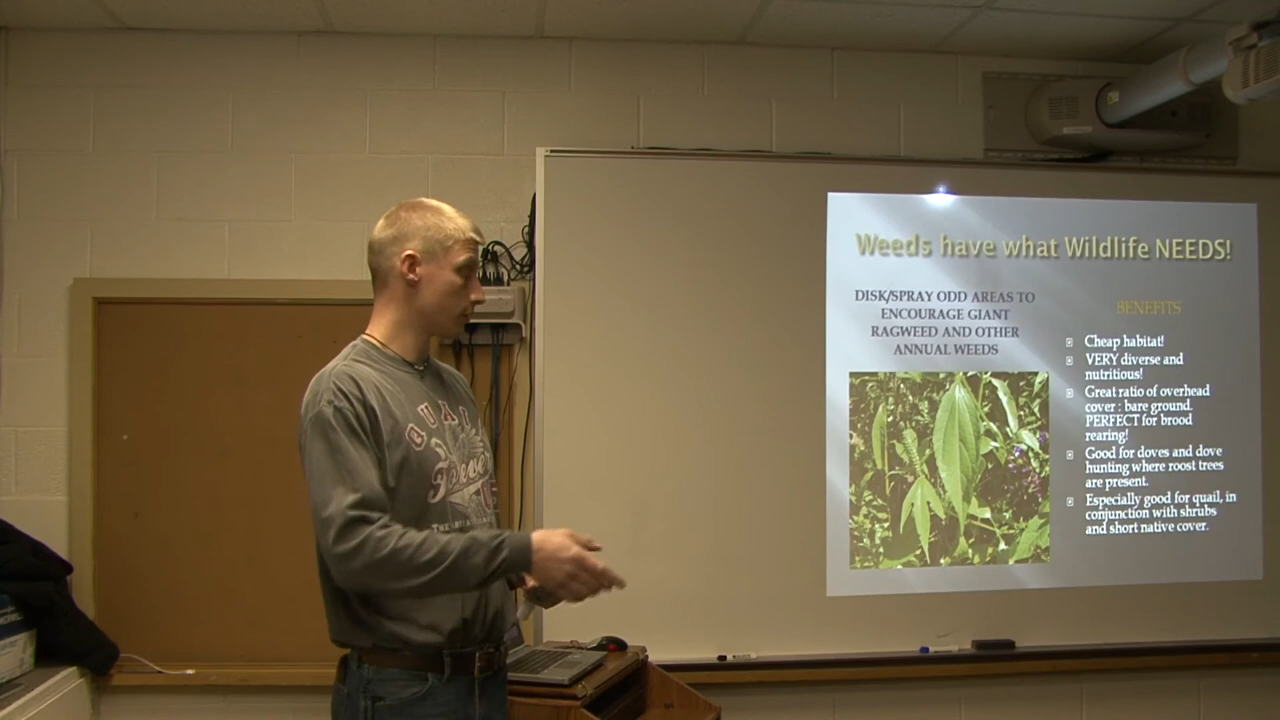 Weeds have what Wildlife NEEDS!
DISK/SPRAY ODD AREAS TO
ENCOURAGE GIANT
RAGWEED AND OTHER
ANNUAL WEEDS
BENEFITS
Cheap habitat!
VERY diverse and
nutritious!
Great ratio of overhead
cover : bare ground.
PERFECT for brood
rearing!
Good for doves and dove
hunting where roost trees
are present.
Especially good for quail, in
conjunction with shrubs
and short native cover.
QUAIL
Forever
THE